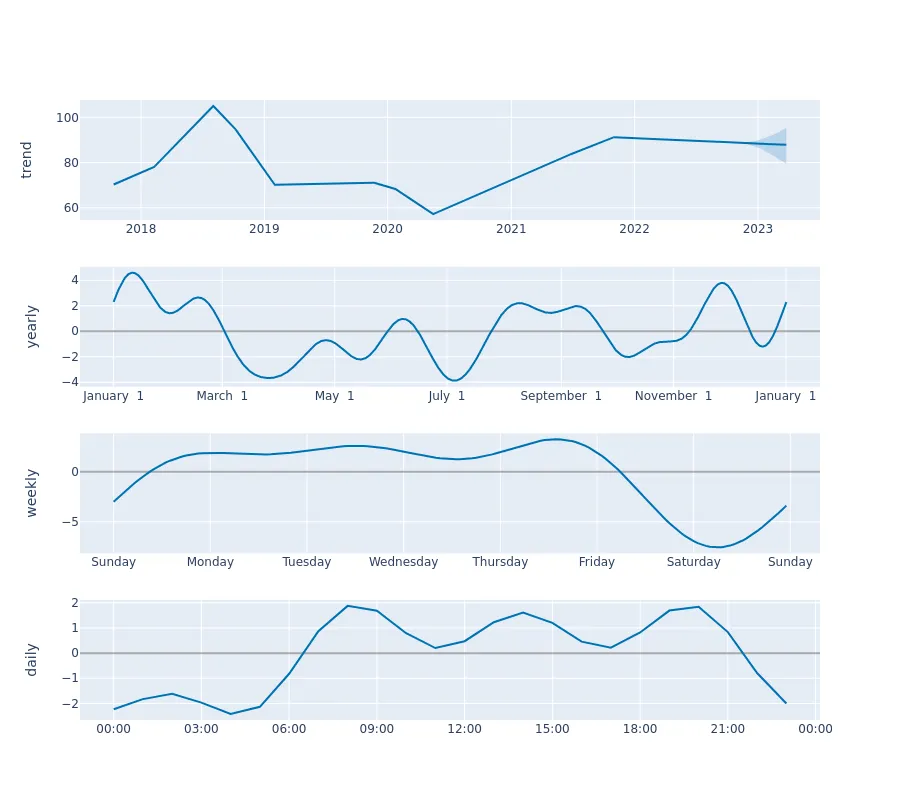 trend
100
80
60
2018 2019 2020 2021 2022 2023
yearly
4
2
0
−2
−4
January 1 March 1 May 1 July 1 September 1 November 1 January 1
weekly
0
−5
Sunday Monday Tuesday Wednesday Thursday Friday Saturday Sunday
daily
2
1
0
−1
−2
00:00 03:00 06:00 09:00 12:00 15:00 18:00 21:00 00:00